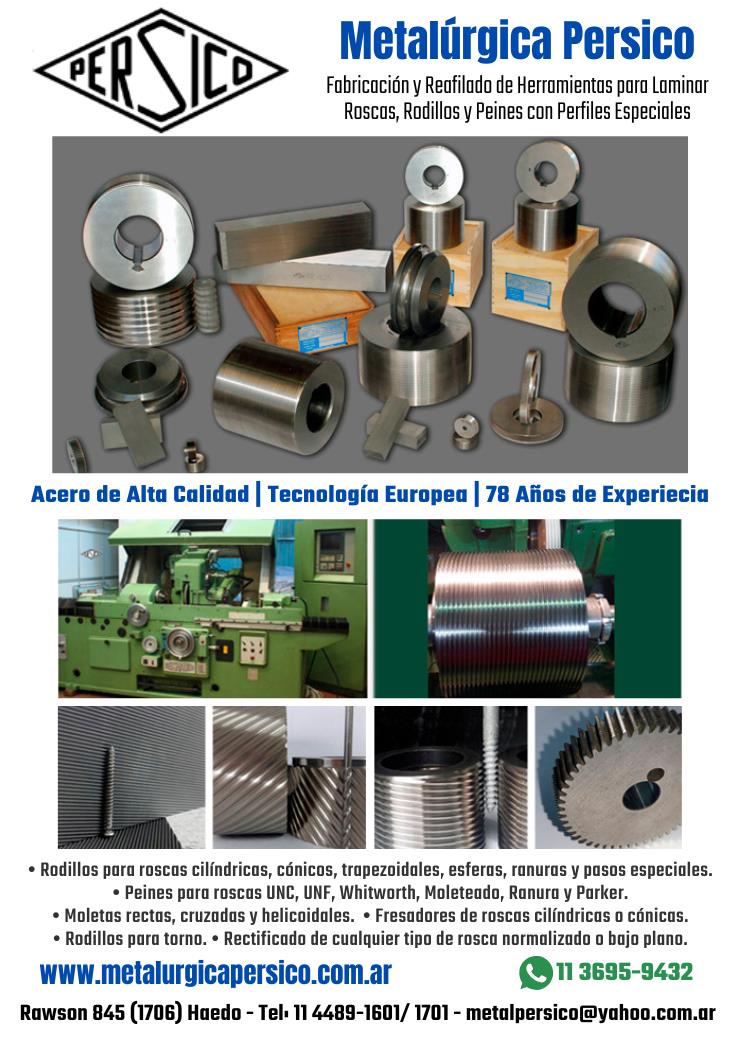 PERSICO
Metalúrgica Persico
Fabricación y Reafilado de Herramientas para Laminar
Roscas, Rodillos y Peines con Perfiles Especiales
Acero de Alta Calidad | Tecnología Europea | 78 Años de Experiecia
• Rodillos para roscas cilíndricas, cónicos, trapezoidales, esferas, ranuras y pasos especiales.
• Peines para roscas UNC, UNF, Whitworth, Moleteado, Ranura y Parker.
• Moletas rectas, cruzadas y helicoidales. • Fresadores de roscas cilíndricas o cónicas.
• Rodillos para torno. • Rectificado de cualquier tipo de rosca normalizado o bajo plano.
www.metalurgicapersico.com.ar
11 3695-9432
Rawson 845 (1706) Haedo - Tel: 11 4489-1601/ 1701 - metalpersico@yahoo.com.ar